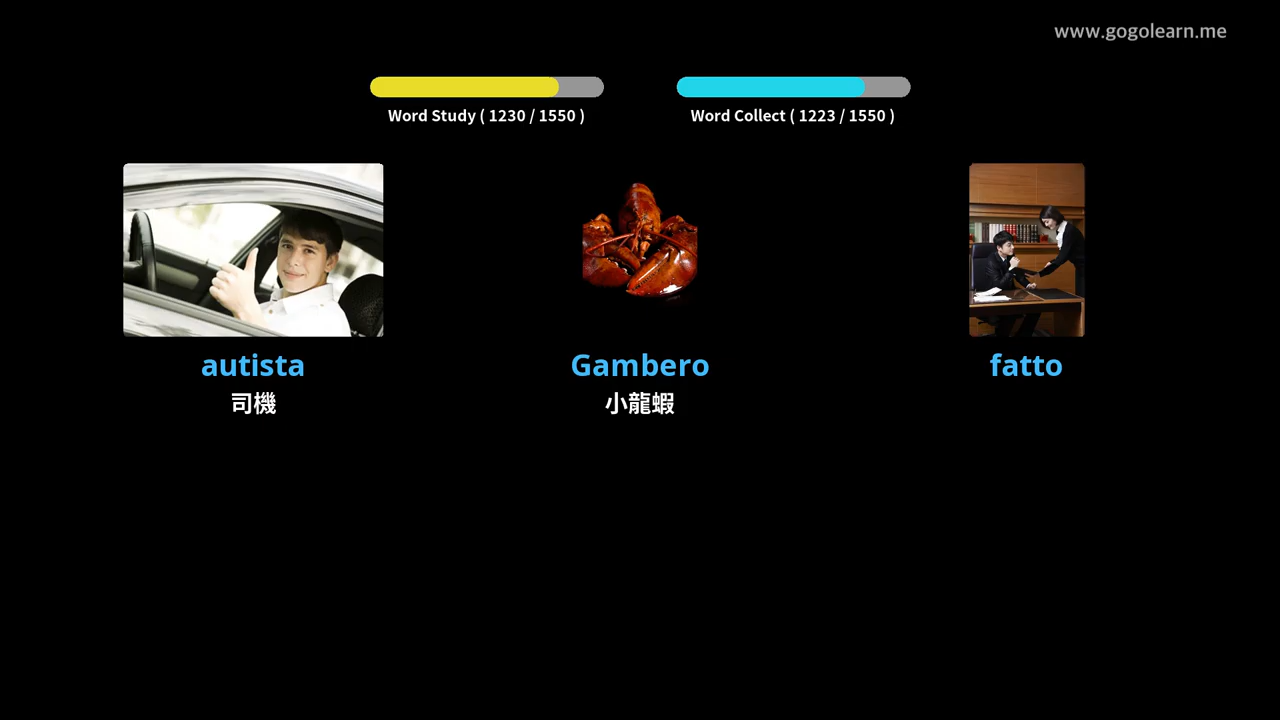 www.gogolearn.me
Word Study ( 1230 / 1550 )
Word Collect ( 1223 / 1550 )
autista
Gambero
fatto
司機
小龍蝦